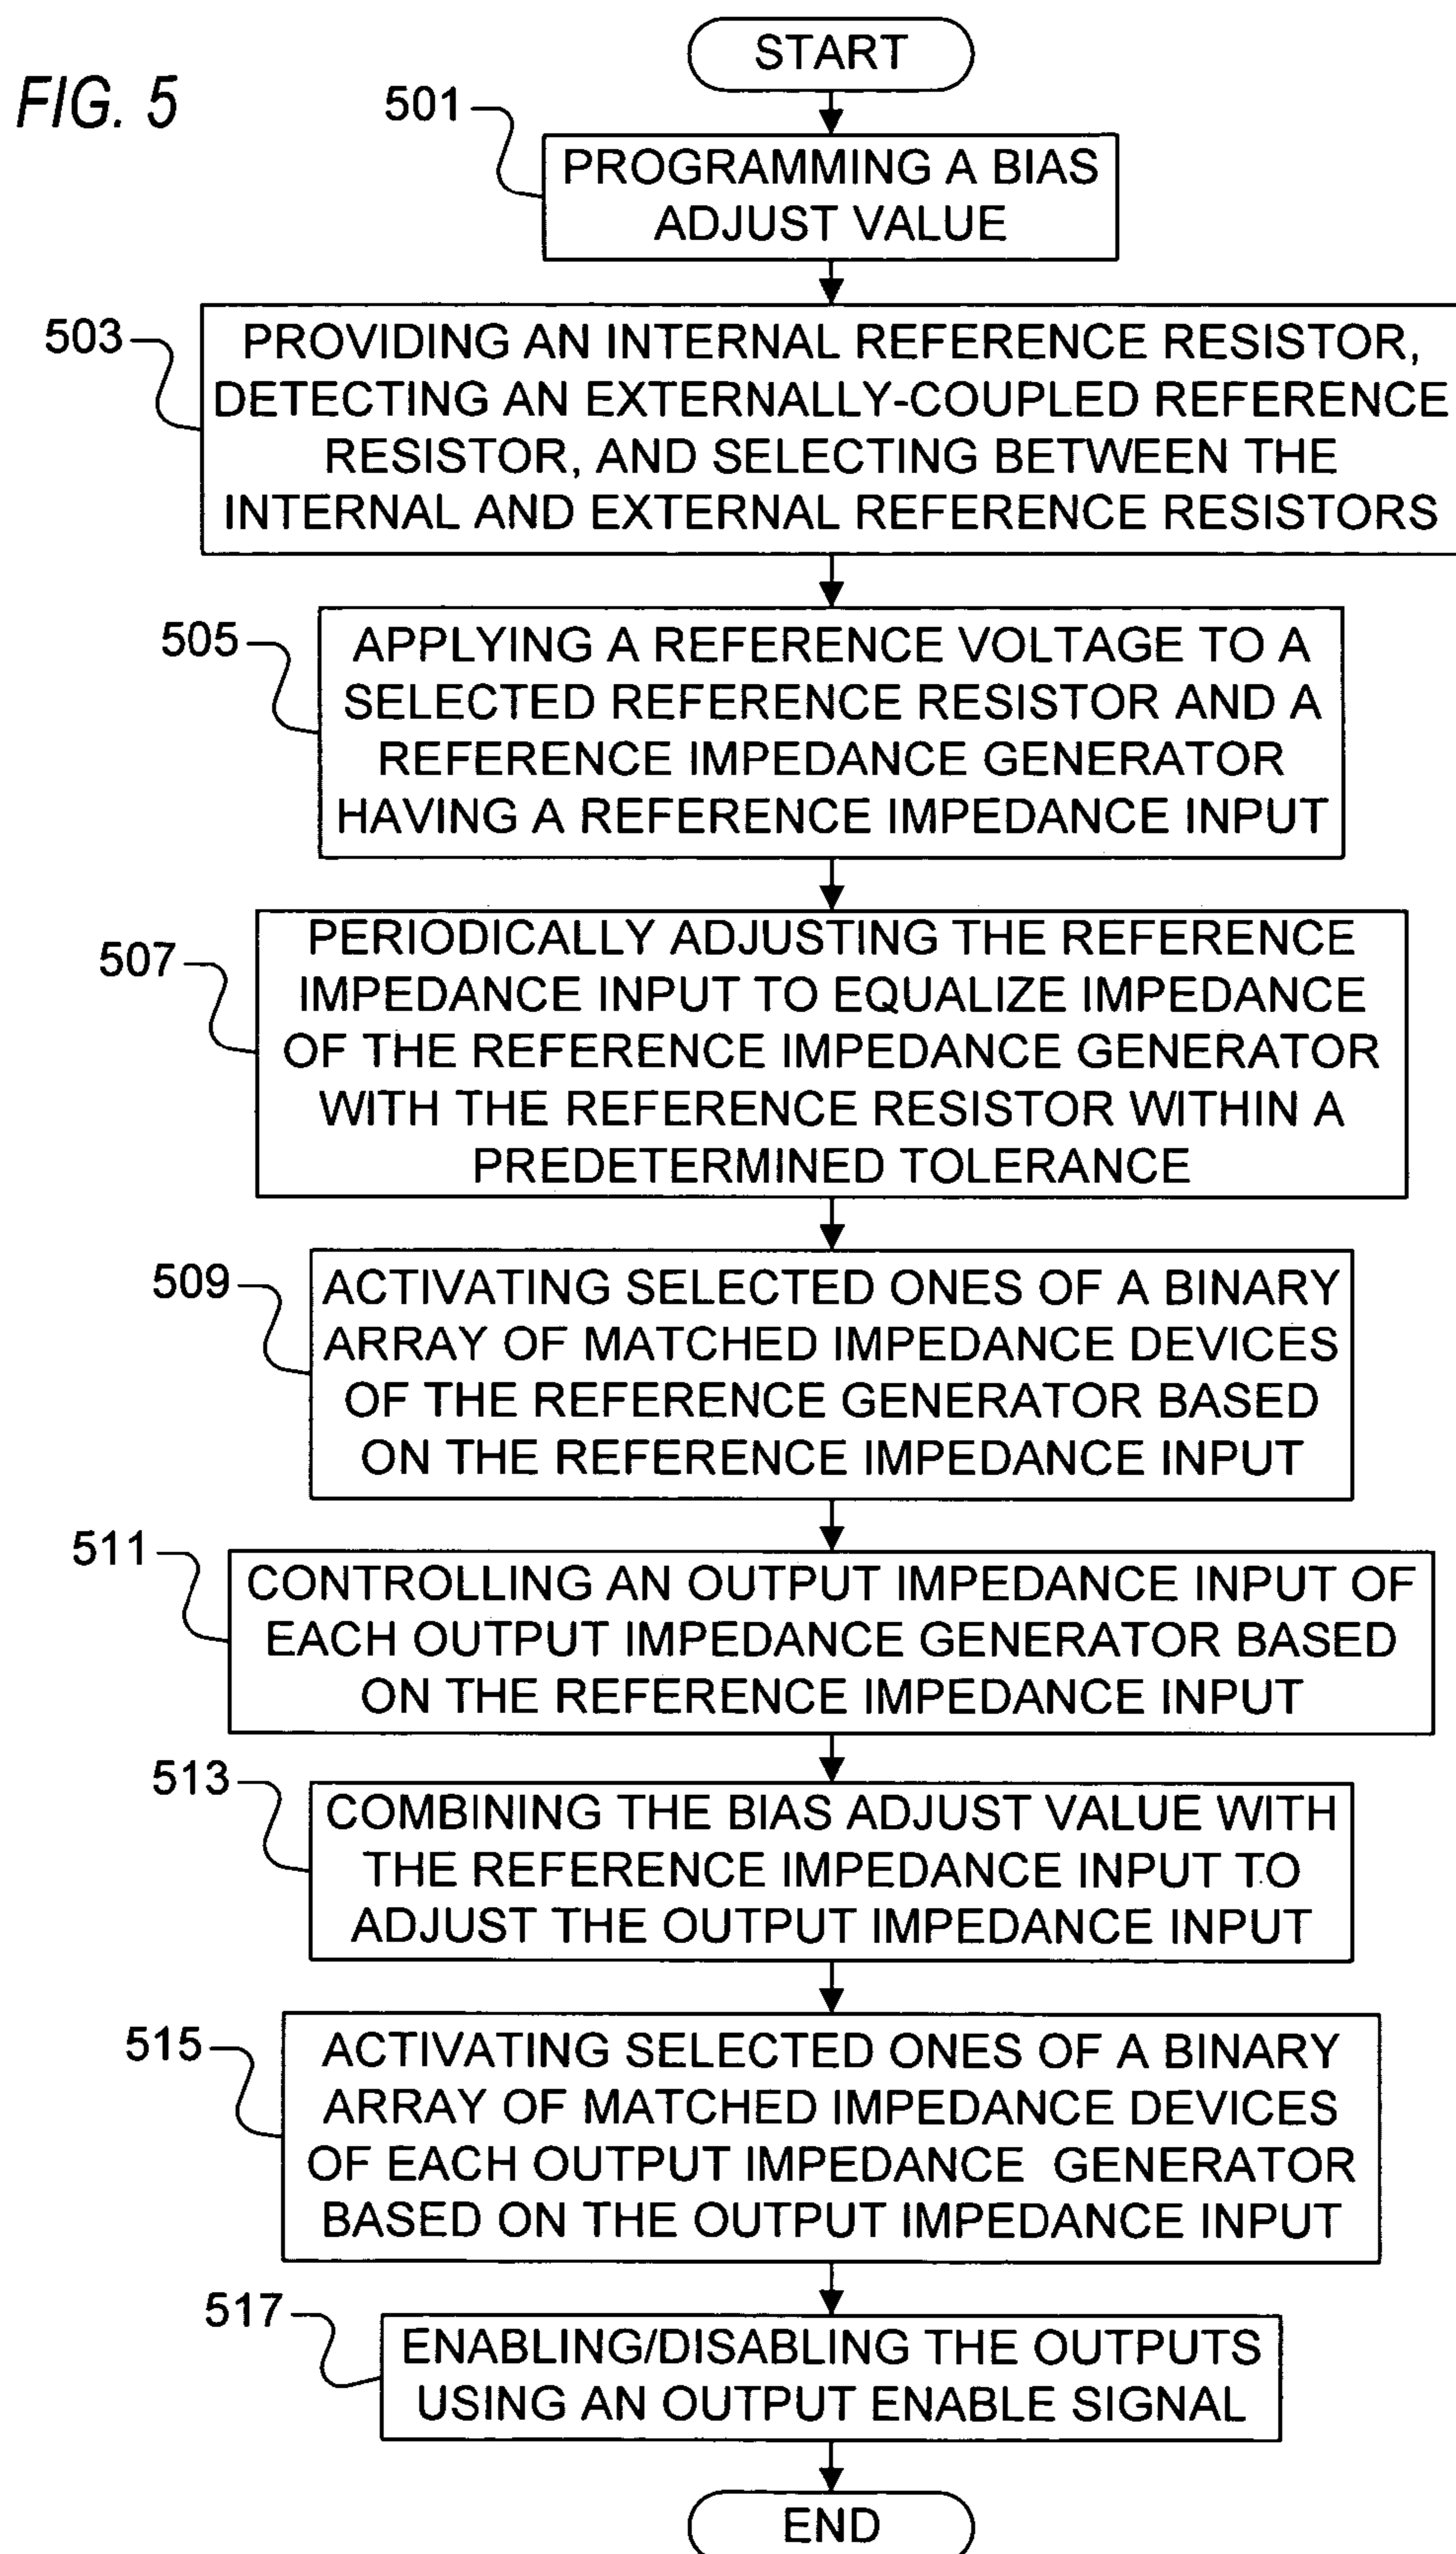 FIG. 5
START
501
PROGRAMMING A BIAS
ADJUST VALUE
503
PROVIDING AN INTERNAL REFERENCE RESISTOR,
DETECTING AN EXTERNALLY-COUPLED REFERENCE
RESISTOR, AND SELECTING BETWEEN THE
INTERNAL AND EXTERNAL REFERENCE RESISTORS
505
APPLYING A REFERENCE VOLTAGE TO A
SELECTED REFERENCE RESISTOR AND A
REFERENCE IMPEDANCE GENERATOR
HAVING A REFERENCE IMPEDANCE INPUT
507
PERIODICALLY ADJUSTING THE REFERENCE
IMPEDANCE INPUT TO EQUALIZE IMPEDANCE
OF THE REFERENCE IMPEDANCE GENERATOR
WITH THE REFERENCE RESISTOR WITHIN A
PREDETERMINED TOLERANCE
509
ACTIVATING SELECTED ONES OF A BINARY
ARRAY OF MATCHED IMPEDANCE DEVICES
OF THE REFERENCE GENERATOR BASED
ON THE REFERENCE IMPEDANCE INPUT
511
CONTROLLING AN OUTPUT IMPEDANCE INPUT OF
EACH OUTPUT IMPEDANCE GENERATOR BASED
ON THE REFERENCE IMPEDANCE INPUT
513
COMBINING THE BIAS ADJUST VALUE WITH
THE REFERENCE IMPEDANCE INPUT TO
ADJUST THE OUTPUT IMPEDANCE INPUT
515
ACTIVATING SELECTED ONES OF A BINARY
ARRAY OF MATCHED IMPEDANCE DEVICES
OF EACH OUTPUT IMPEDANCE GENERATOR
BASED ON THE OUTPUT IMPEDANCE INPUT
517
ENABLING/DISABLING THE OUTPUTS
USING AN OUTPUT ENABLE SIGNAL
END